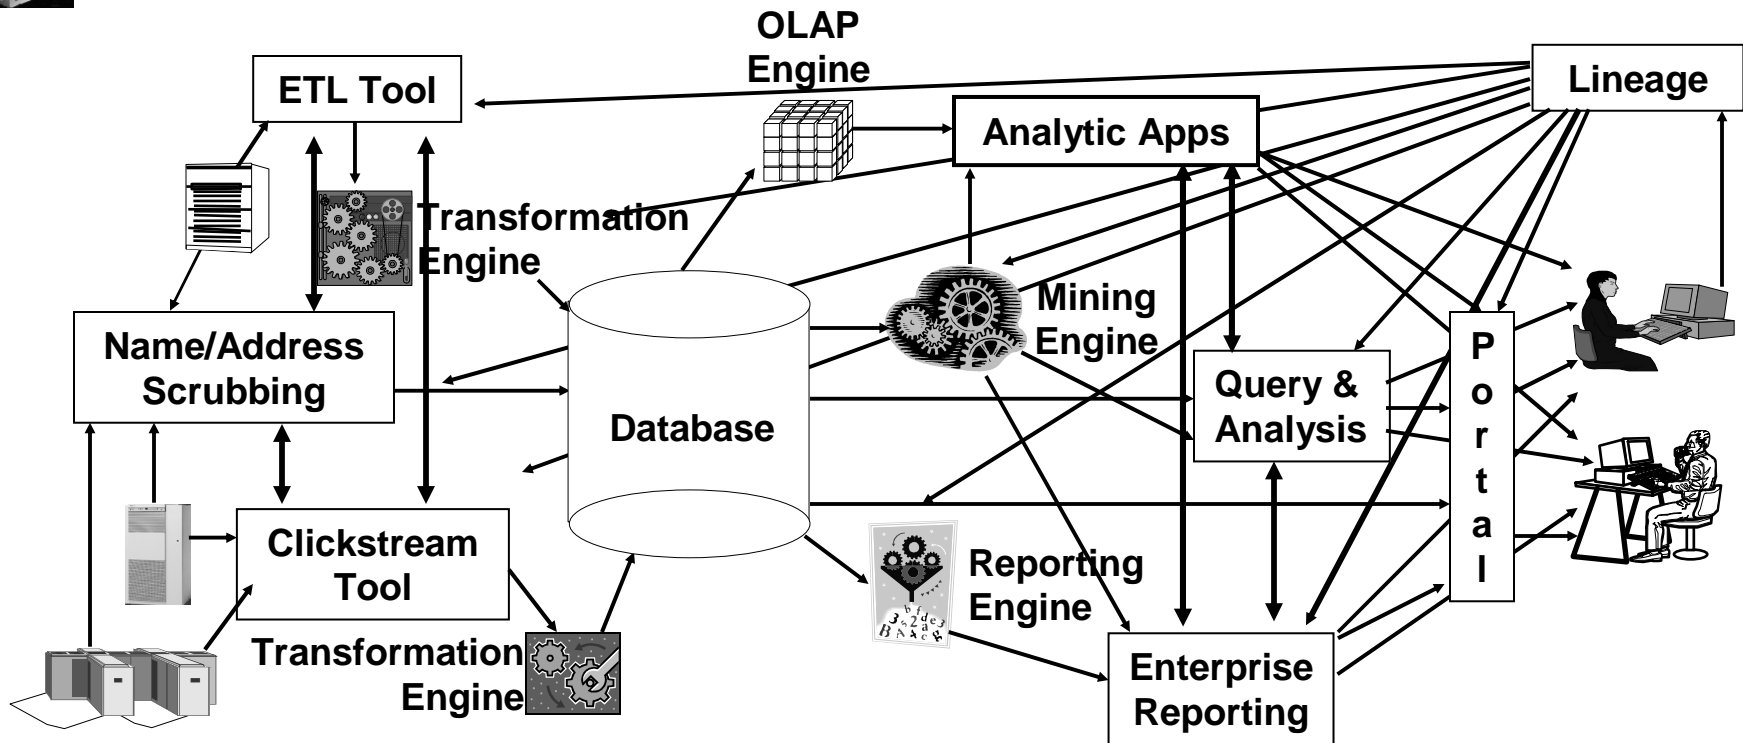 OLAP
Engine
ETL Tool
Lineage
Analytic Apps
Transformation
Engine
Mining
Engine
Name/Address
Scrubbing
Database
Query &
Analysis
P
o
r
t
a
l
Clickstream
Tool
Reporting
Engine
Transformation
Engine
Enterprise
Reporting